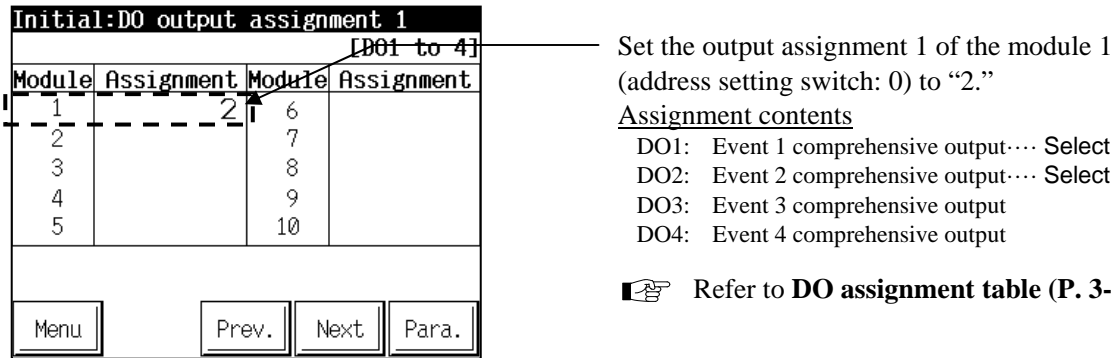 Initial:DO output assignment 1
[DO1 to 4]
Module Assignment Module Assignment
1 2 6
2 7
3 8
4 9
5 10
Menu Prev. Next Para.
Set the output assignment 1 of the module 1
(address setting switch: 0) to “2.”
Assignment contents
DO1: Event 1 comprehensive output···· Select
DO2: Event 2 comprehensive output···· Select
DO3: Event 3 comprehensive output
DO4: Event 4 comprehensive output
Refer to DO assignment table (P. 3-